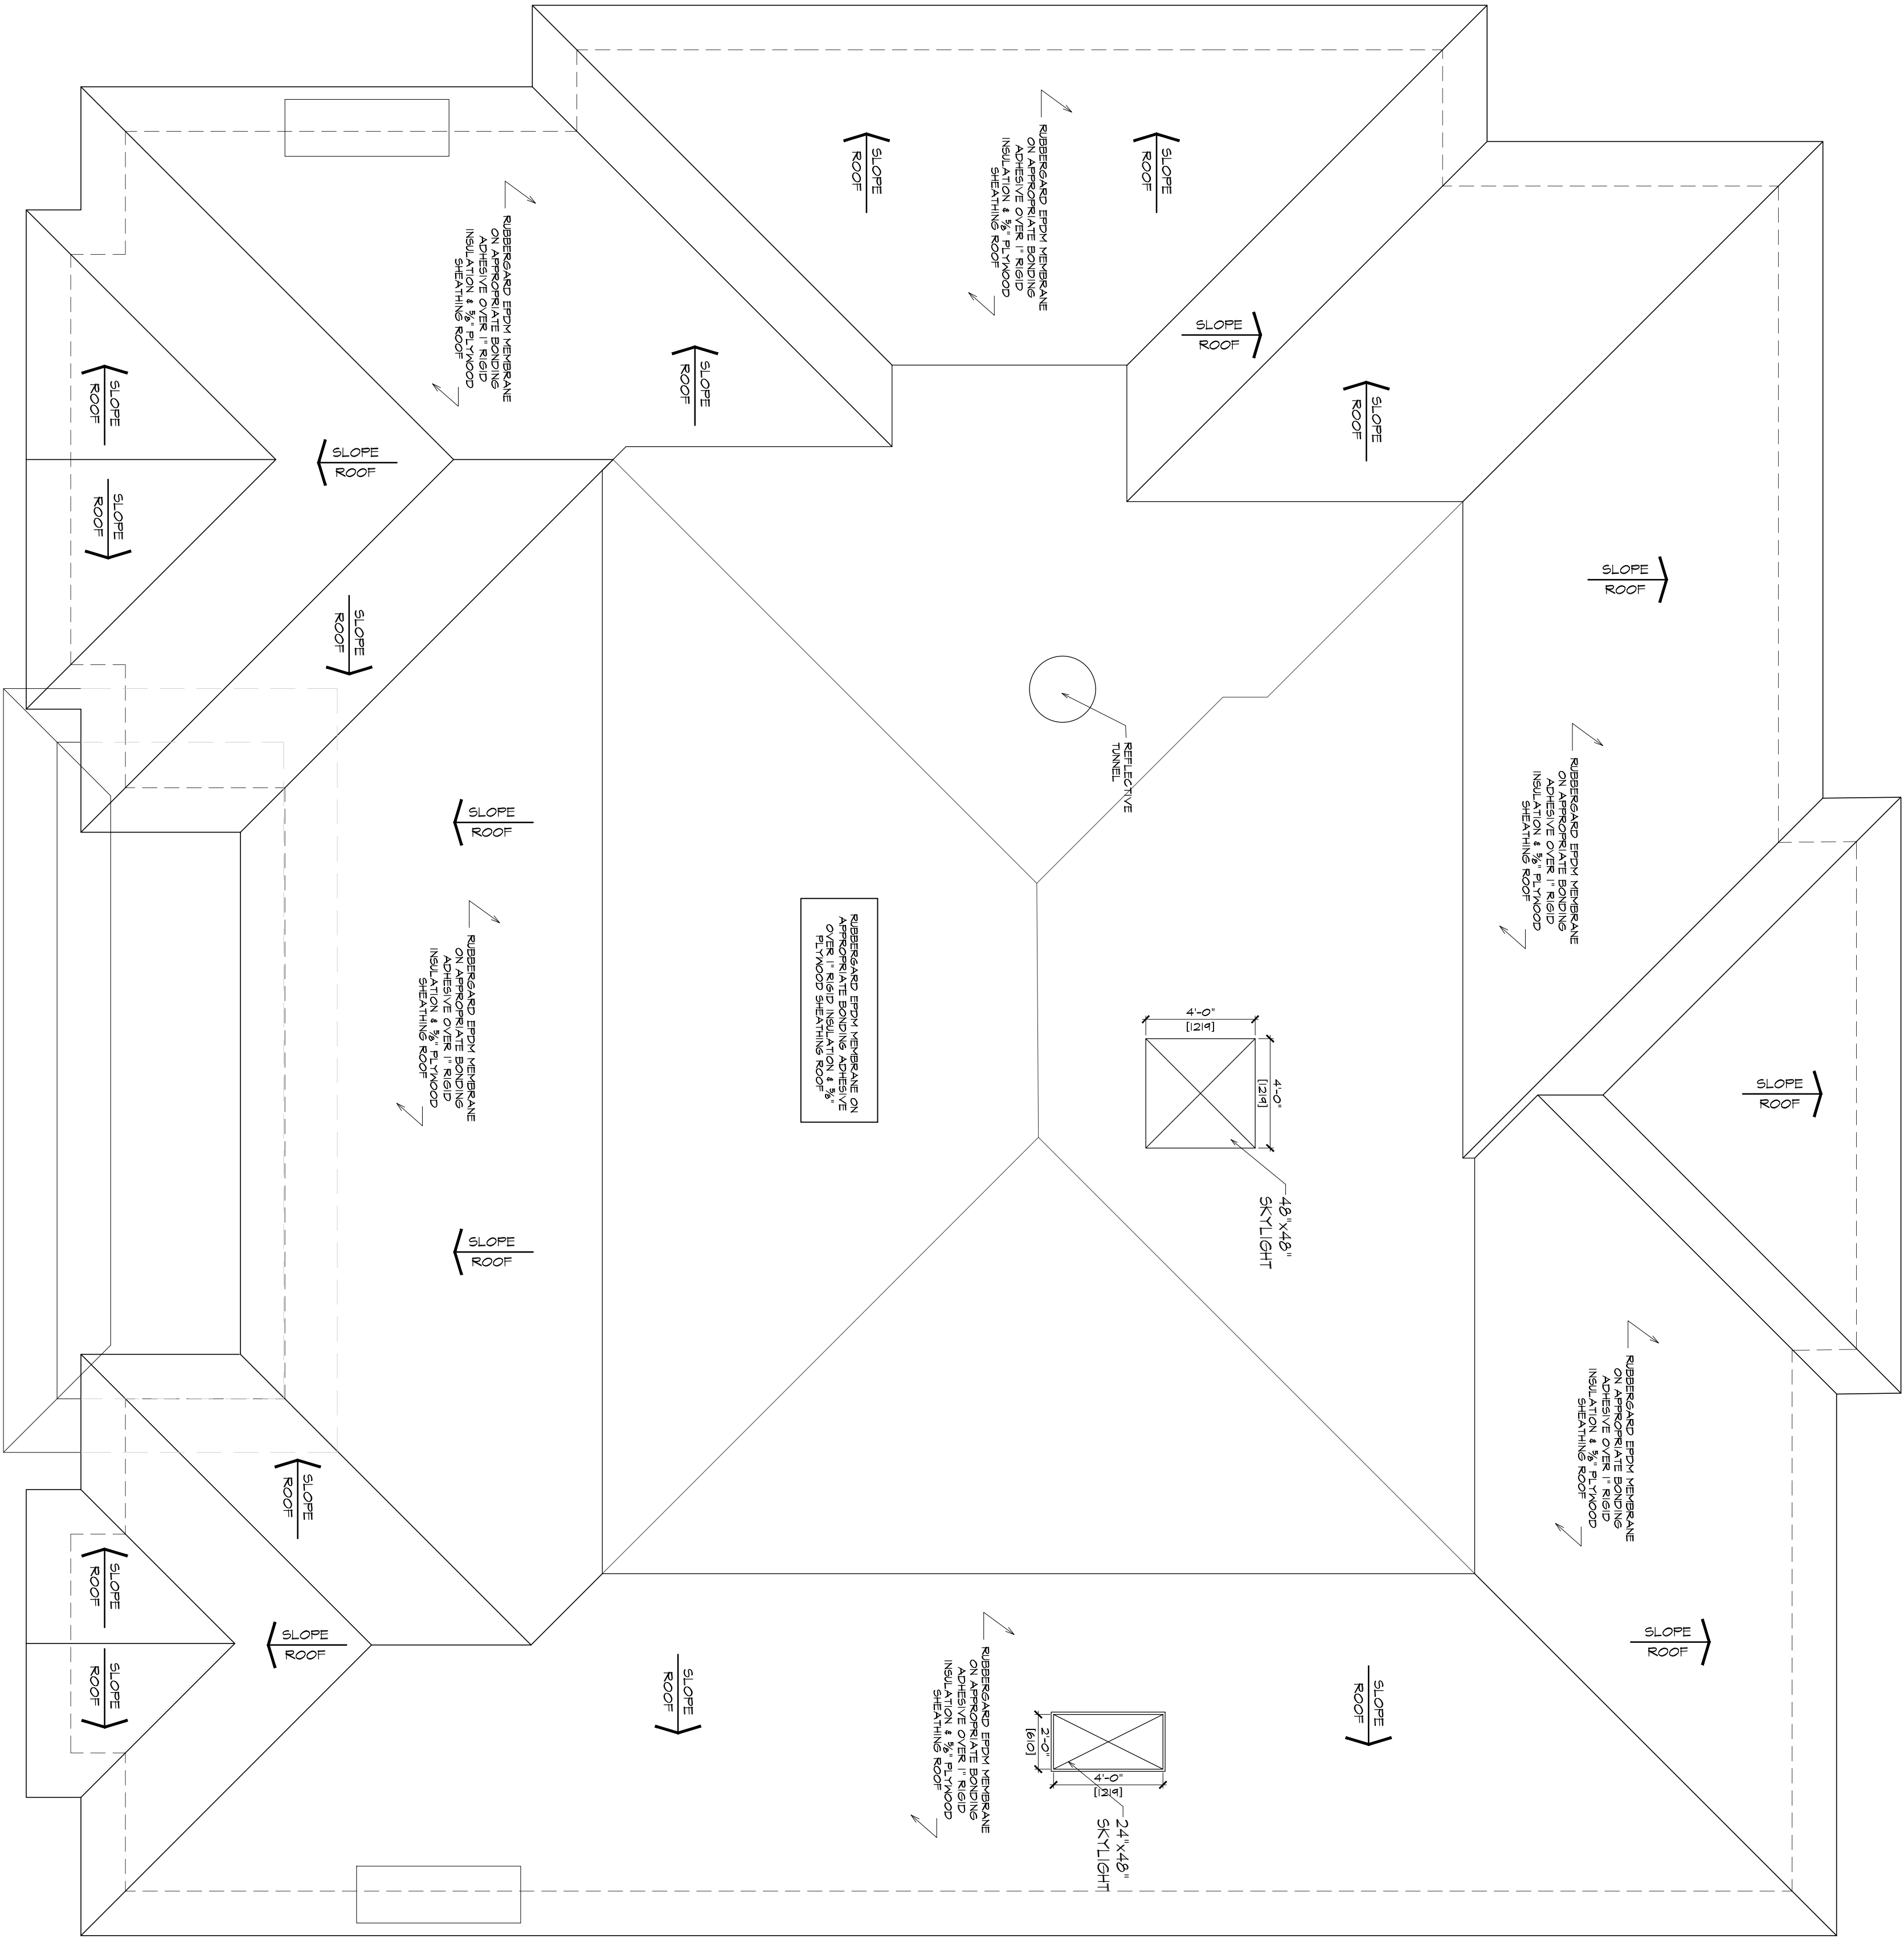 SLOPE
ROOF
SLOPE
ROOF
RUBBERGARD EPDM MEMBRANE
ON APPROPRIATE BONDING
ADHESIVE OVER 1" RIGID
INSULATION & 5/8" PLYWOOD
SHEATHING ROOF
RUBBERGARD EPDM MEMBRANE
ON APPROPRIATE BONDING
ADHESIVE OVER 1" RIGID
INSULATION & 5/8" PLYWOOD
SHEATHING ROOF
SLOPE
ROOF
SLOPE
ROOF
SLOPE
ROOF
SLOPE
ROOF
SLOPE
ROOF
SLOPE
ROOF
SLOPE
ROOF
SLOPE
ROOF
REFLECTIVE
TUNNEL
RUBBERGARD EPDM MEMBRANE
ON APPROPRIATE BONDING
ADHESIVE OVER 1" RIGID
INSULATION & 5/8" PLYWOOD
SHEATHING ROOF
SLOPE
ROOF
RUBBERGARD EPDM MEMBRANE
ON APPROPRIATE BONDING
ADHESIVE OVER 1" RIGID
INSULATION & 5/8" PLYWOOD
SHEATHING ROOF
RUBBERGARD EPDM MEMBRANE ON
APPROPRIATE BONDING ADHESIVE
OVER 1" RIGID INSULATION & 5/8"
PLYWOOD SHEATHING ROOF
4'-0"
[1219]
4'-0"
[1219]
48"x48"
SKYLIGHT
SLOPE
ROOF
SLOPE
ROOF
RUBBERGARD EPDM MEMBRANE
ON APPROPRIATE BONDING
ADHESIVE OVER 1" RIGID
INSULATION & 5/8" PLYWOOD
SHEATHING ROOF
SLOPE
ROOF
SLOPE
ROOF
SLOPE
ROOF
SLOPE
ROOF
SLOPE
ROOF
SLOPE
ROOF
RUBBERGARD EPDM MEMBRANE
ON APPROPRIATE BONDING
ADHESIVE OVER 1" RIGID
INSULATION & 5/8" PLYWOOD
SHEATHING ROOF
2'-0"
[610]
4'-0"
[1219]
24"x48"
SKYLIGHT
SLOPE
ROOF